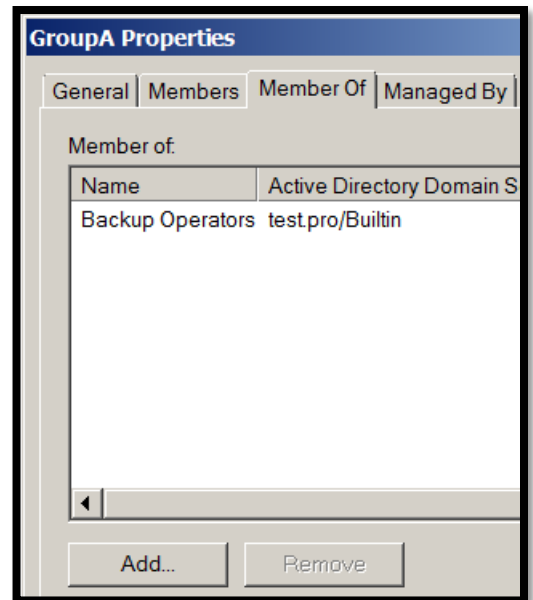 GroupA Properties
General Members Member Of Managed By
Member of:
Name Active Directory Domain S
Backup Operators test.pro/Builtin
Add... Remove